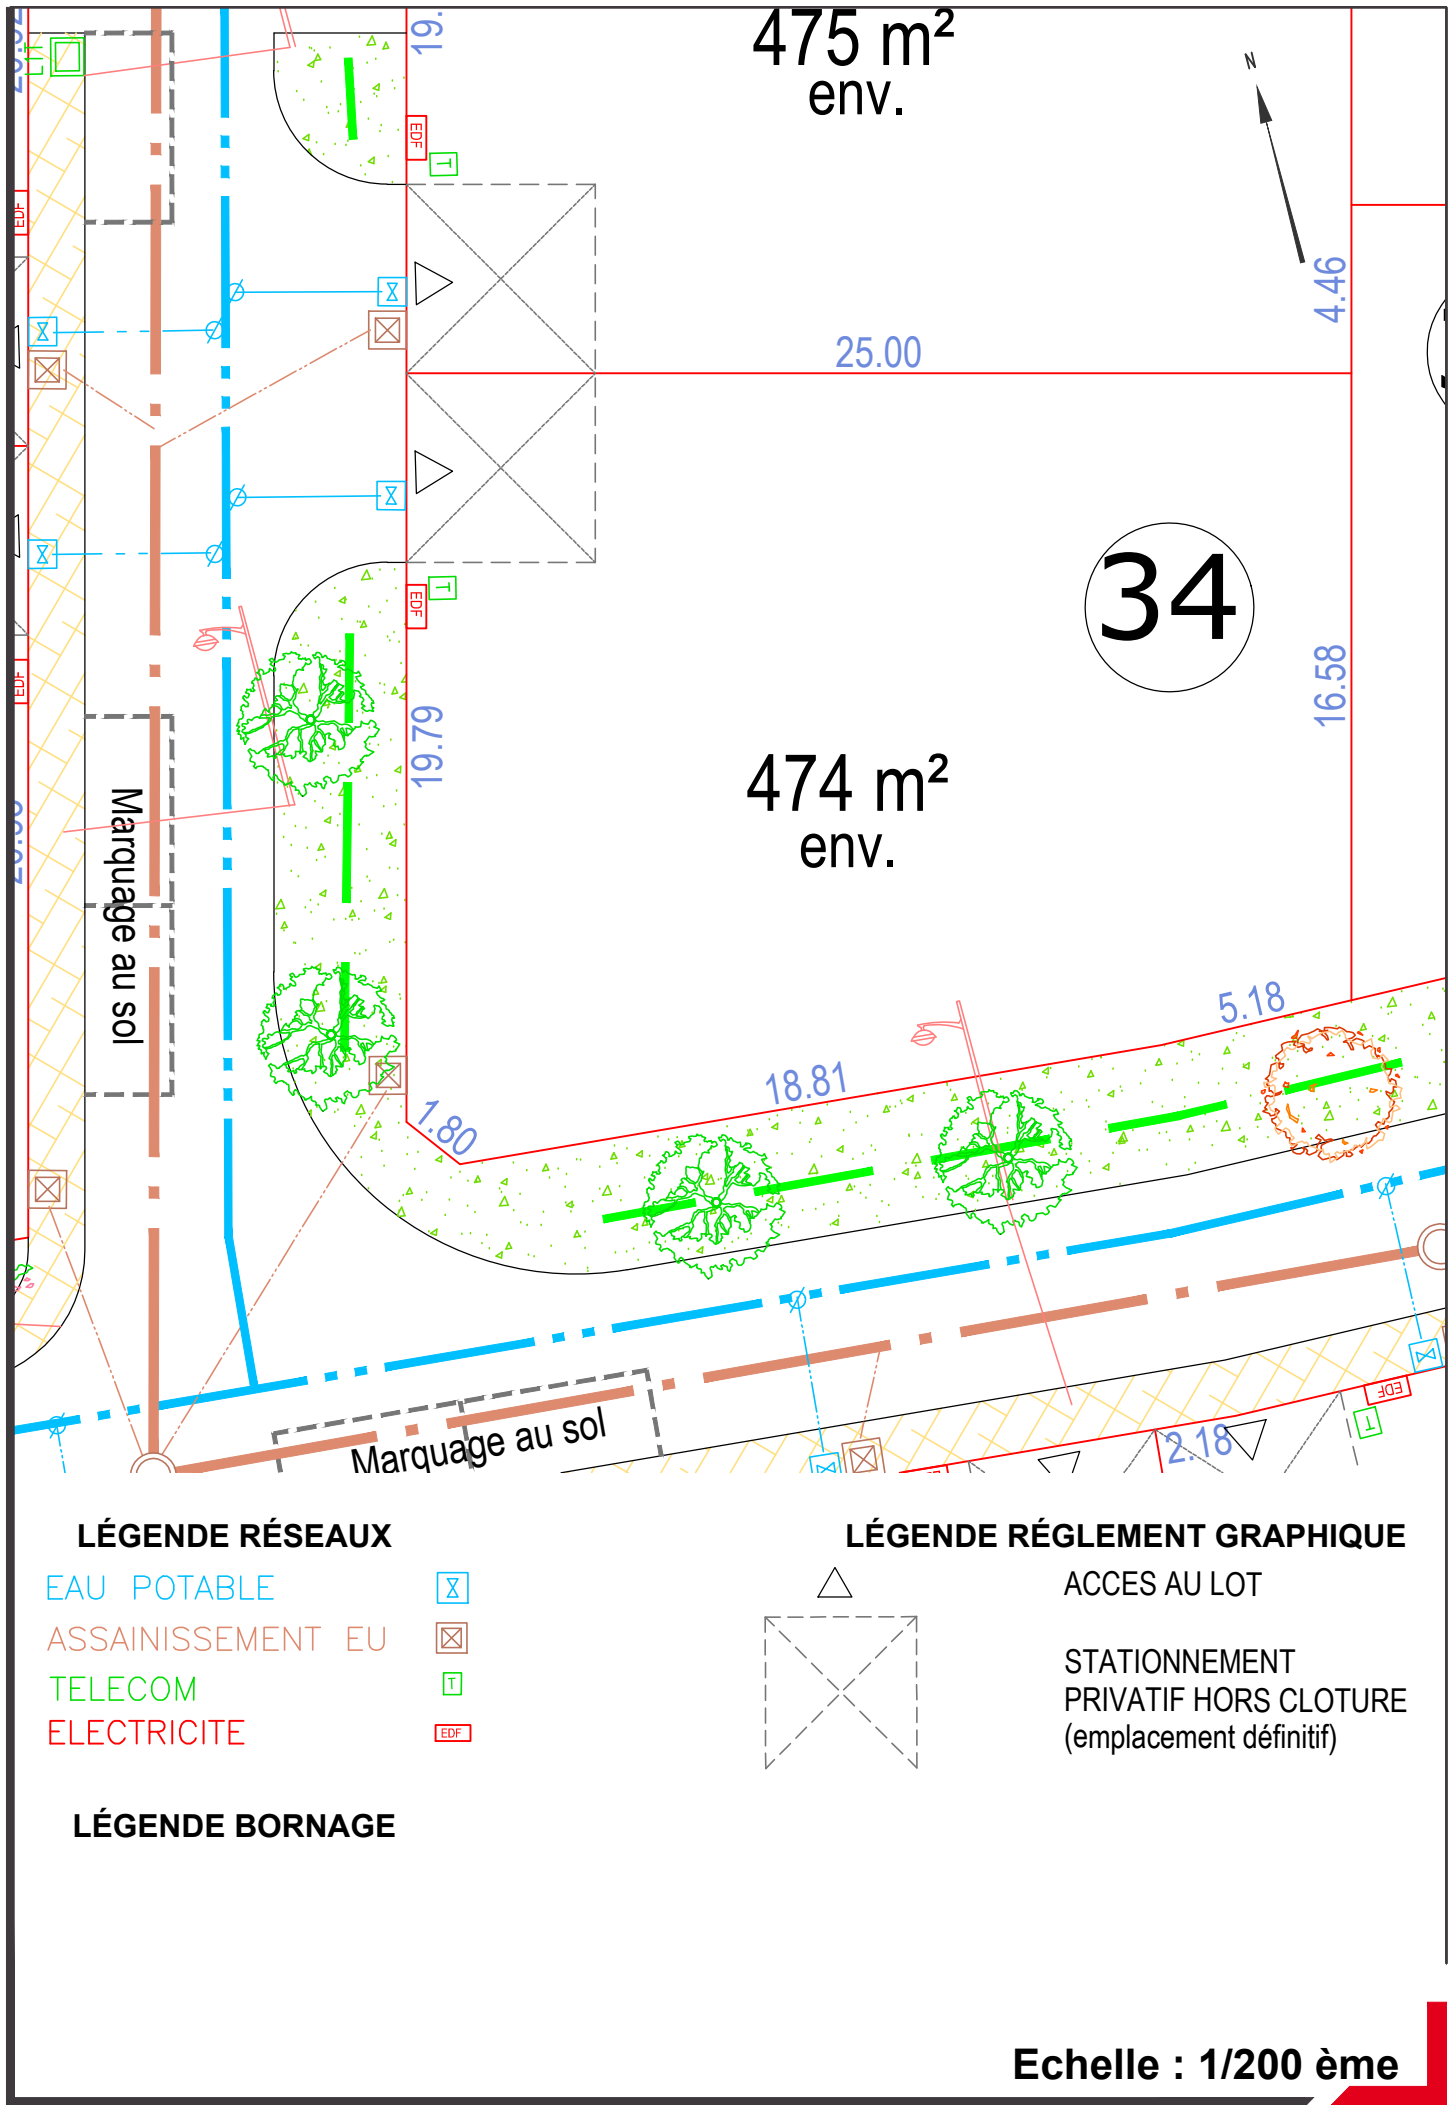 475 m²
env.
N
EDF
T
EDF
4.46
25.00
34
T
EDF
EDF
16.58
19.79
474 m²
env.
Marquage au sol
5.18
18.81
1.80
EDF
T
2.18
Marquage au sol
LÉGENDE RÉSEAUX
EAU POTABLE
ASSAINISSEMENT EU
TELECOM T
ELECTRICITE EDF
LÉGENDE BORNAGE
LÉGENDE RÉGLEMENT GRAPHIQUE
ACCES AU LOT
STATIONNEMENT
PRIVATIF HORS CLOTURE
(emplacement définitif)
Echelle : 1/200 ème